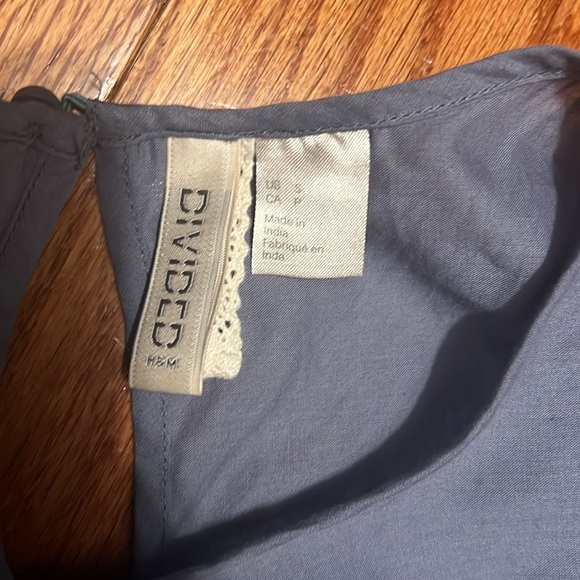 DIVIDED
H&M
US S
CA P
Made in
India
Fabriqué en
Inde